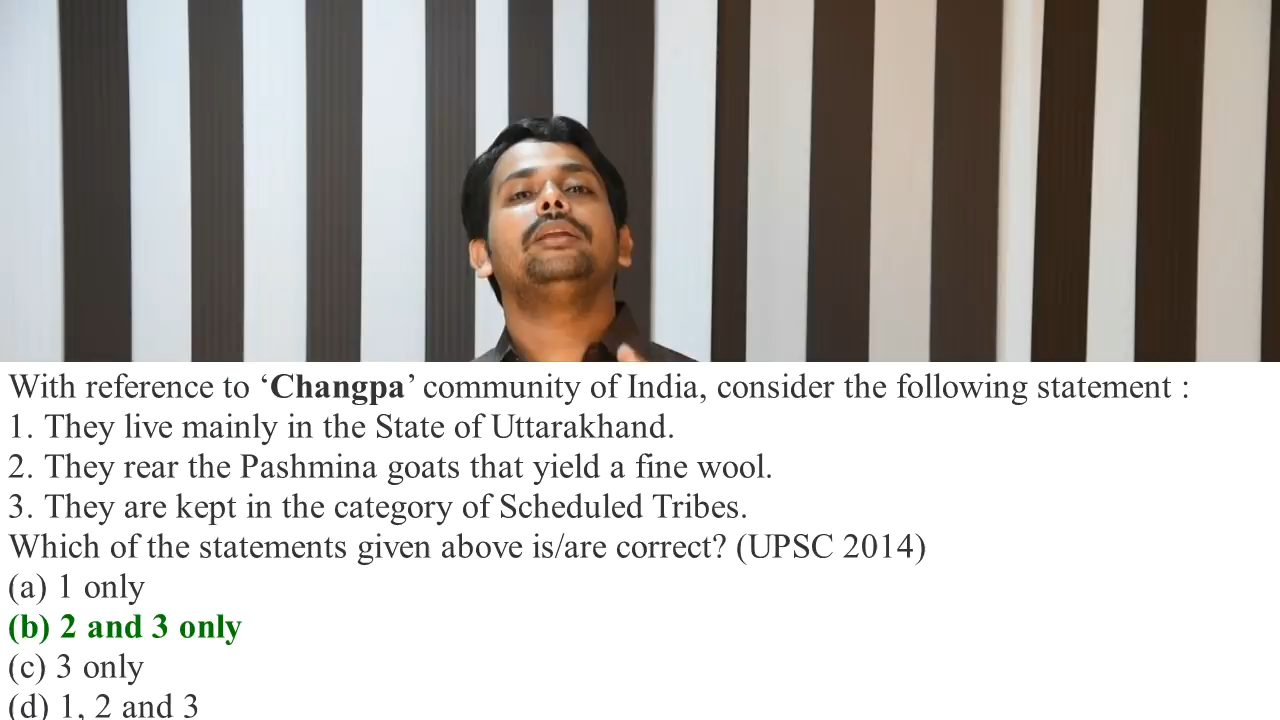 With reference to ‘Changpa’ community of India, consider the following statement :
1. They live mainly in the State of Uttarakhand.
2. They rear the Pashmina goats that yield a fine wool.
3. They are kept in the category of Scheduled Tribes.
Which of the statements given above is/are correct? (UPSC 2014)
(a) 1 only
(b) 2 and 3 only
(c) 3 only
(d) 1, 2 and 3